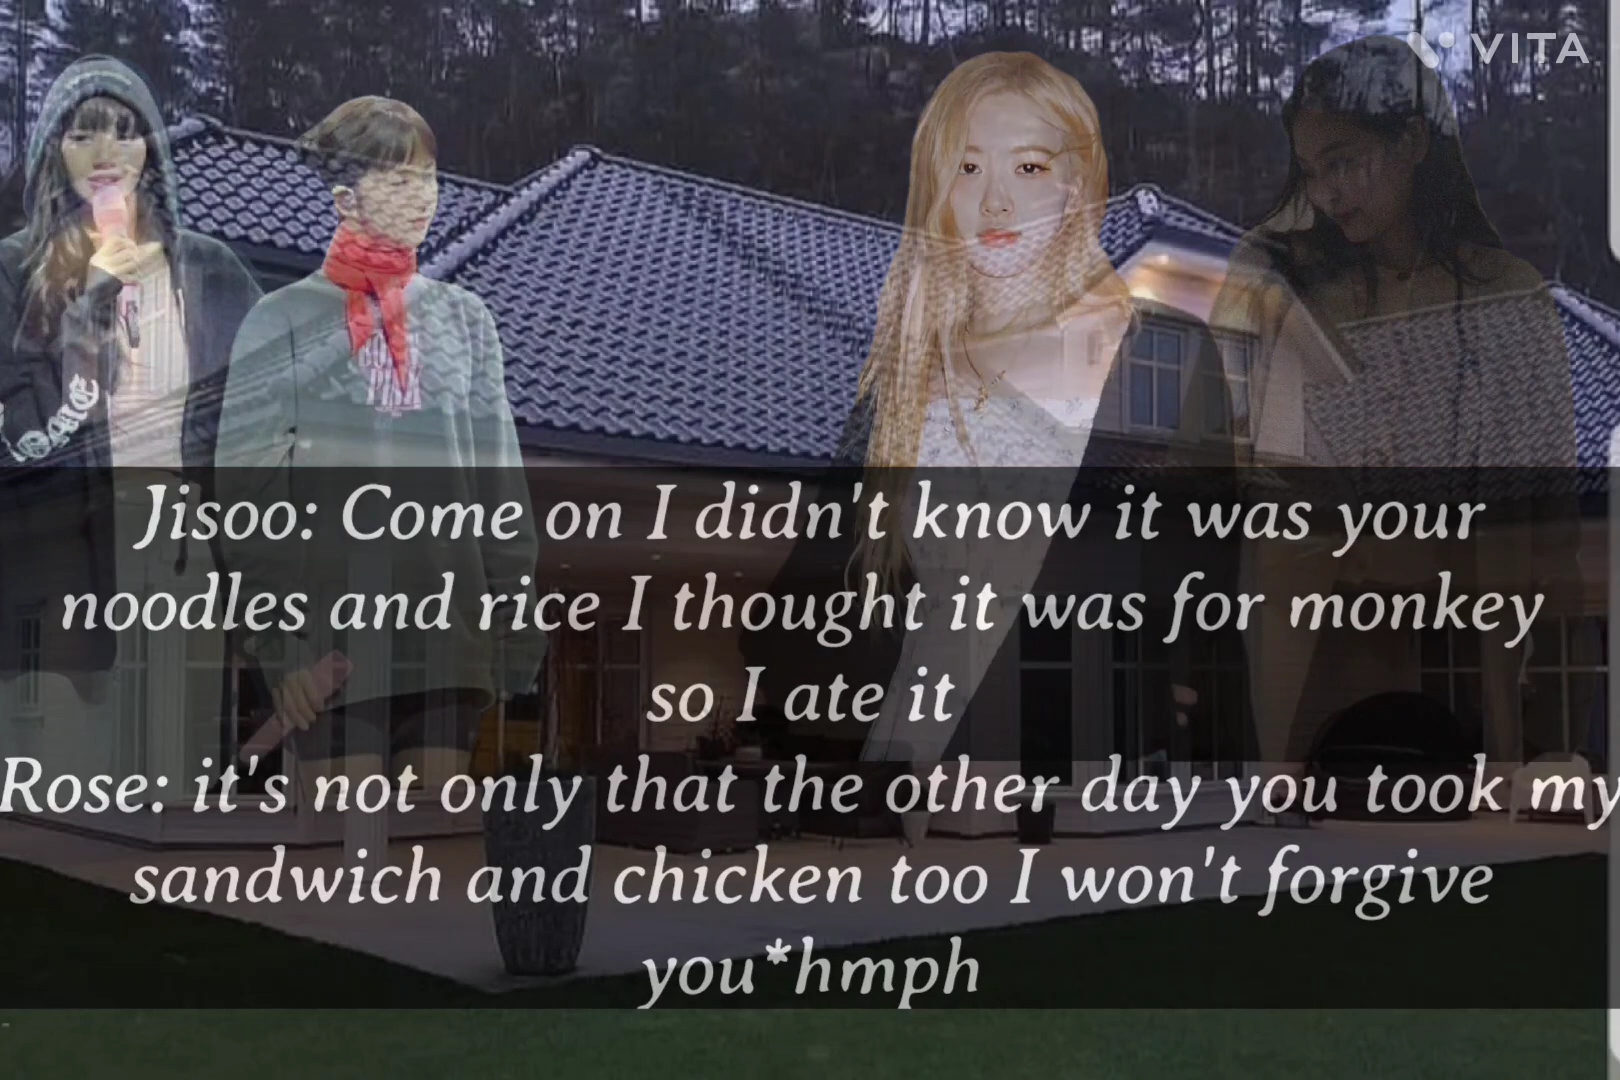 VITA
Jisoo: Come on I didn't know it was your
noodles and rice I thought it was for monkey
so I ate it
Rose: it's not only that the other day you took my
sandwich and chicken too I won't forgive
you*hmph